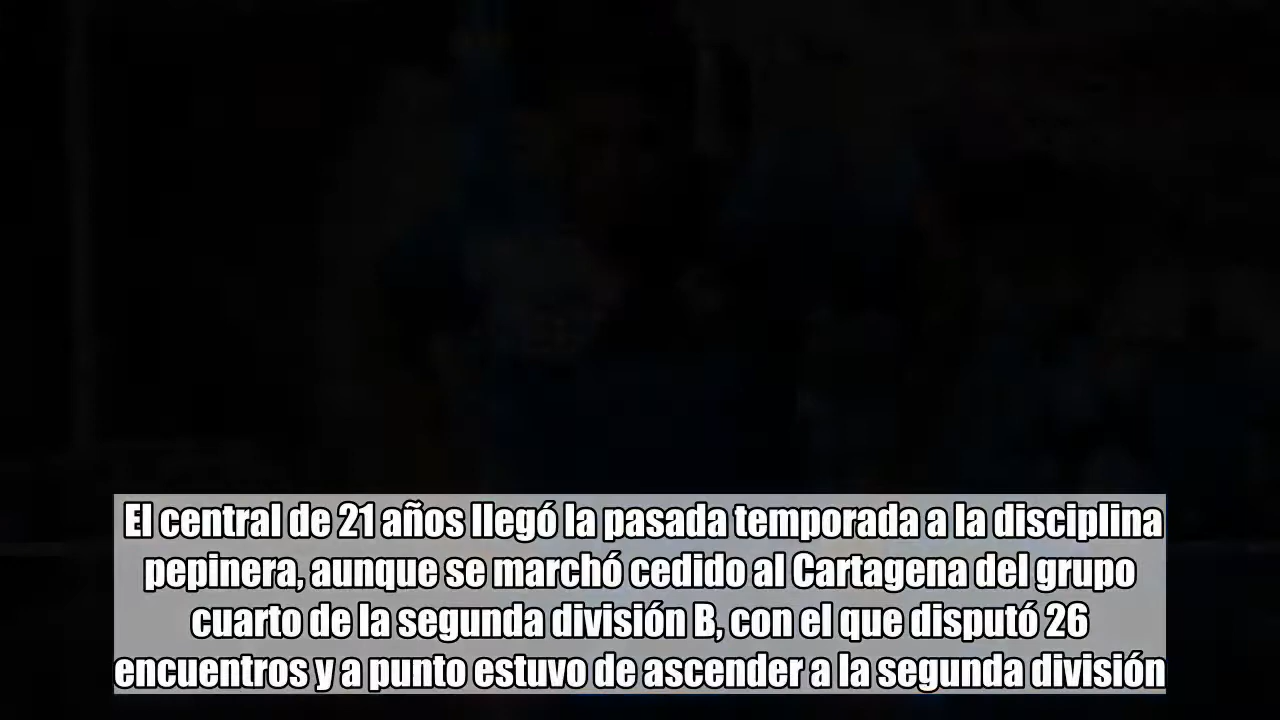 El central de 21 años llegó la pasada temporada a la disciplina
pepinera, aunque se marchó cedido al Cartagena del grupo
cuarto de la segunda división B, con el que disputó 26
encuentros y a punto estuvo de ascender a la segunda división